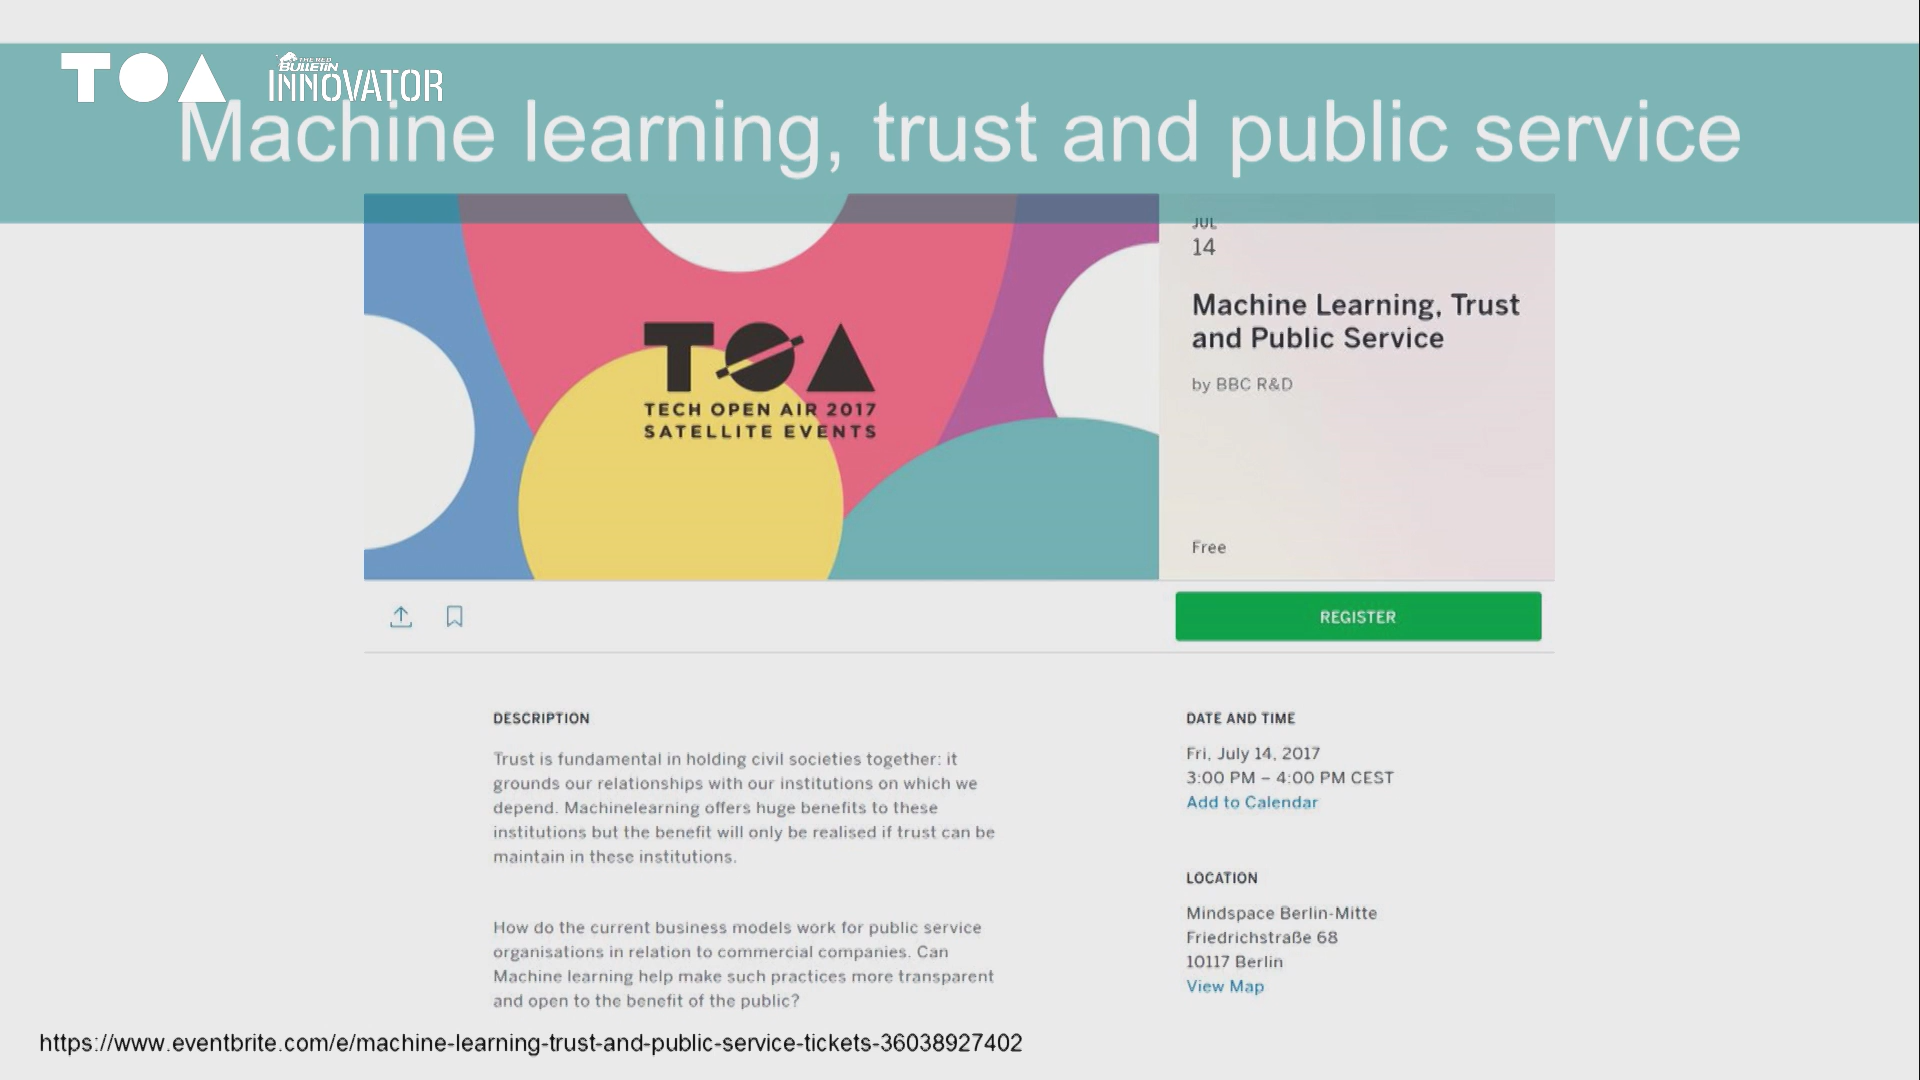 TOA
THE RED
BULLETIN
INNOVATOR
Machine learning, trust and public service
JUL
14
Machine Learning, Trust
and Public Service
by BBC R&D
TOA
TECH OPEN AIR 2017
SATELLITE EVENTS
Free
REGISTER
DESCRIPTION
Trust is fundamental in holding civil societies together: it
grounds our relationships with our institutions on which we
depend. Machinelearning offers huge benefits to these
institutions but the benefit will only be realised if trust can be
maintain in these institutions.
How do the current business models work for public service
organisations in relation to commercial companies. Can
Machine learning help make such practices more transparent
and open to the benefit of the public?
DATE AND TIME
Fri, July 14, 2017
3:00 PM – 4:00 PM CEST
Add to Calendar
LOCATION
Mindspace Berlin-Mitte
Friedrichstraße 68
10117 Berlin
View Map
https://www.eventbrite.com/e/machine-learning-trust-and-public-service-tickets-36038927402